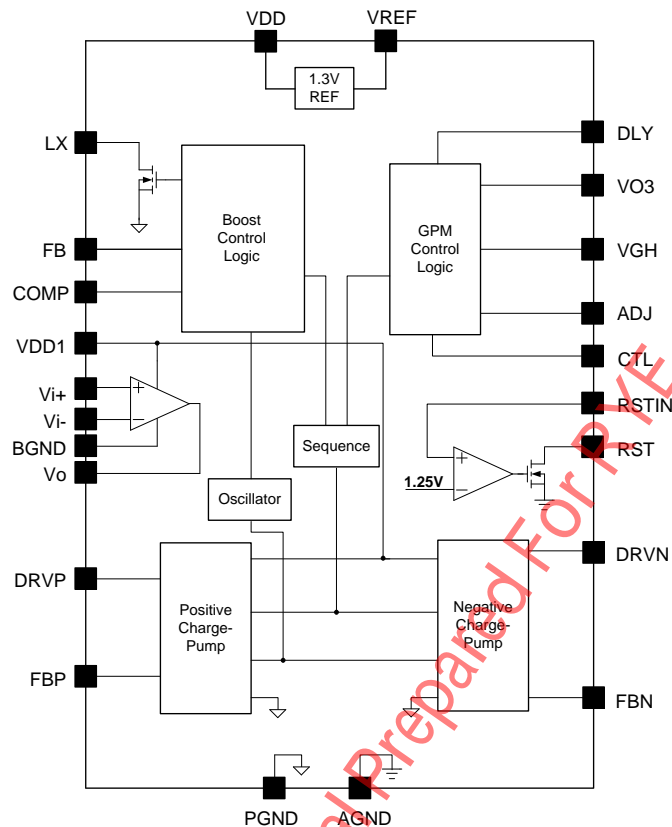 VDD
VREF
1.3V
REF
LX
FB
COMP
VDD1
Vi+
Vi-
BGND
Vo
DRVP
FBP
Boost
Control
Logic
GPM
Control
Logic
DLY
VO3
VGH
ADJ
CTL
RSTIN
RST
DRVN
FBN
+
−
+
−
1.25V
Sequence
Oscillator
Positive
Charge-
Pump
Negative
Charge-
Pump
PGND
AGND
al Prepared For RYE